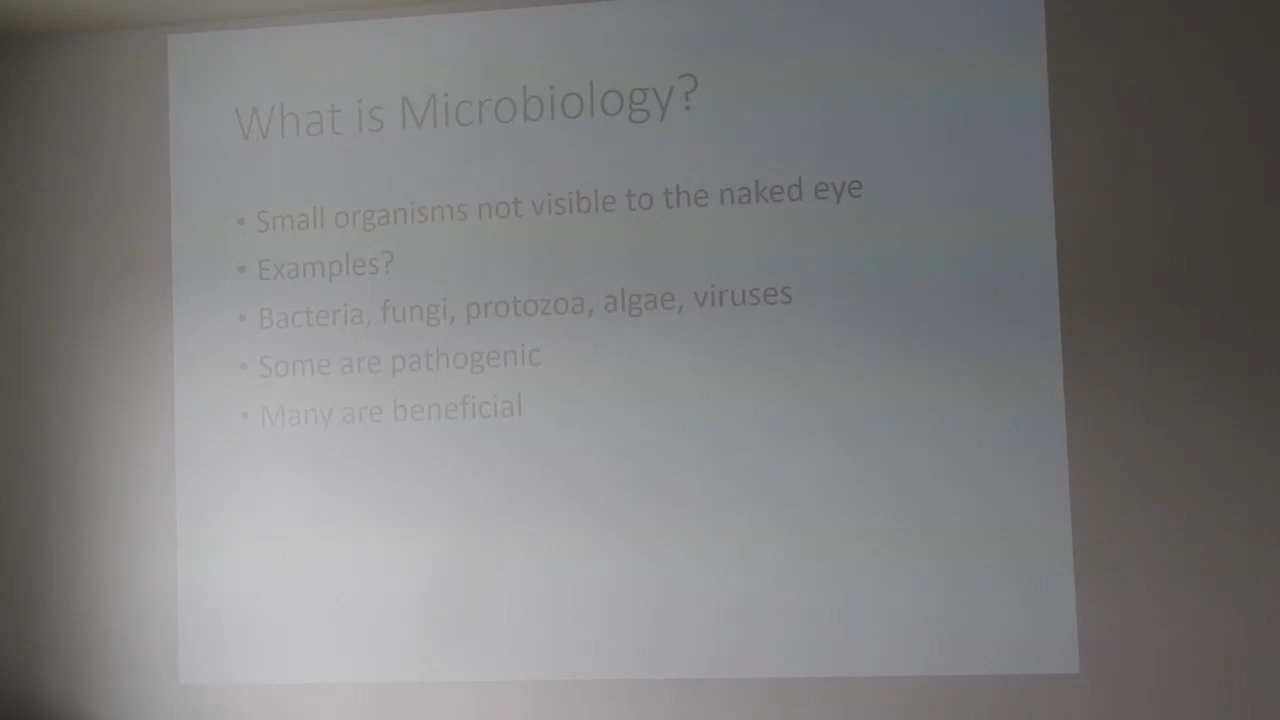 What is Microbiology?
• Small organisms not visible to the naked eye
• Examples?
• Bacteria, fungi, protozoa, algae, viruses
• Some are pathogenic
• Many are beneficial